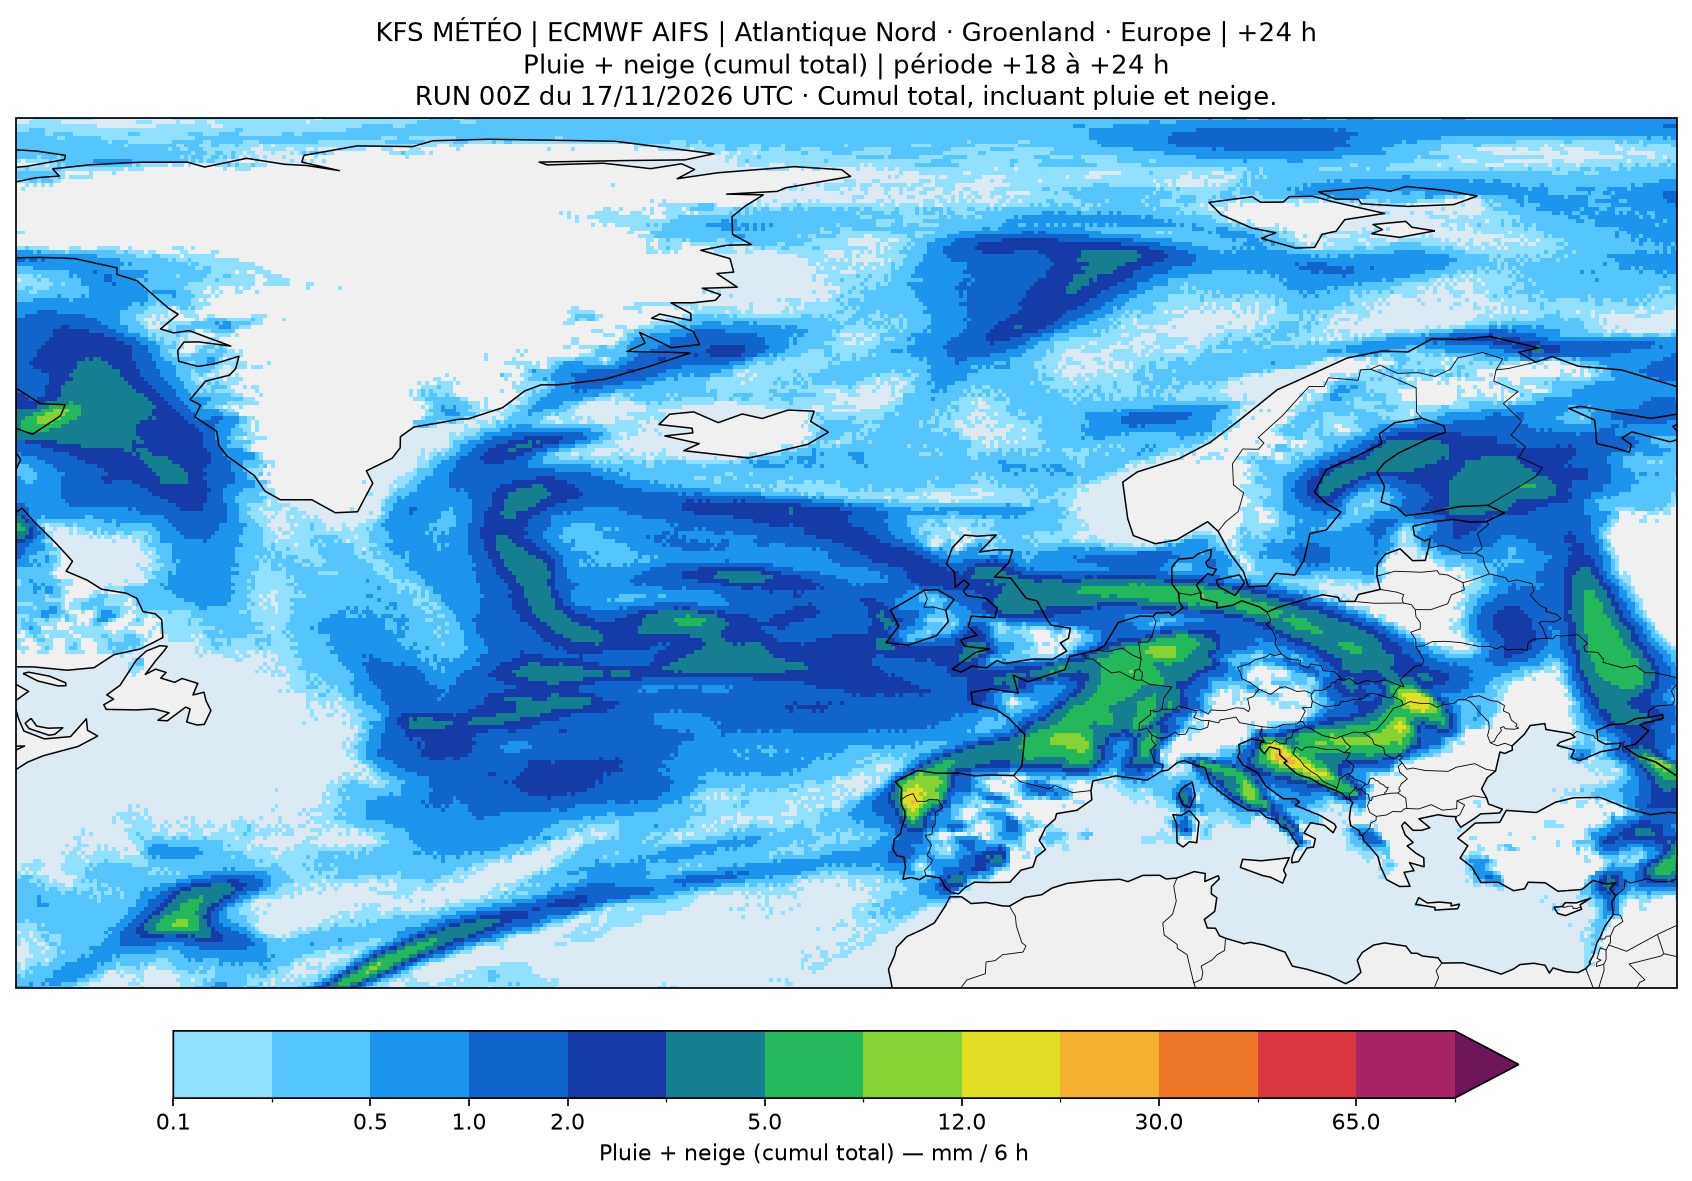 KFS MÉTÉO | ECMWF AIFS | Atlantique Nord · Groenland · Europe | +24 h
Pluie + neige (cumul total) | période +18 à +24 h
RUN 00Z du 17/11/2026 UTC · Cumul total, incluant pluie et neige.
0.1 0.5 1.0 2.0 5.0 12.0 30.0 65.0
Pluie + neige (cumul total) — mm / 6 h